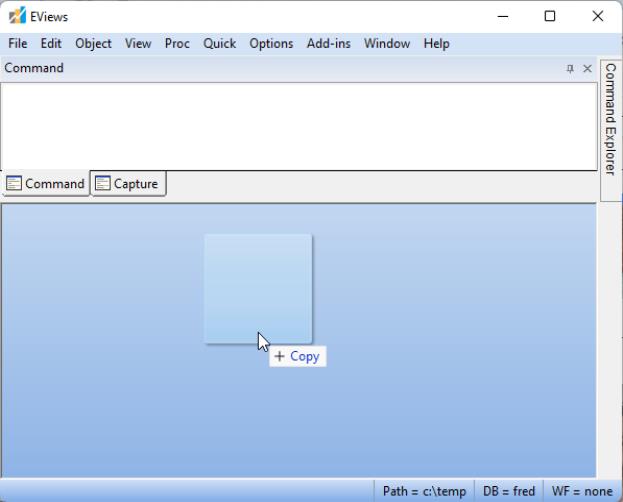 EViews
File Edit Object View Proc Quick Options Add-ins Window Help
Command
Command Explorer
Command Capture
+ Copy
Path = c:\temp DB = fred WF = none